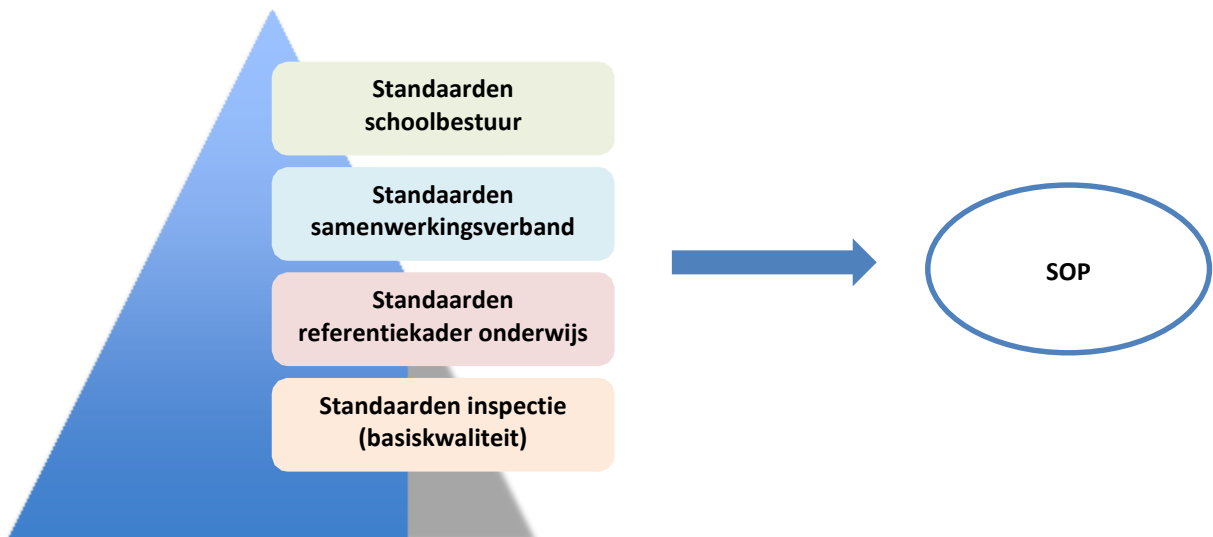 Standaarden
schoolbestuur
Standaarden
samenwerkingsverband
Standaarden
referentiekader onderwijs
Standaarden inspectie
(basiskwaliteit)
SOP